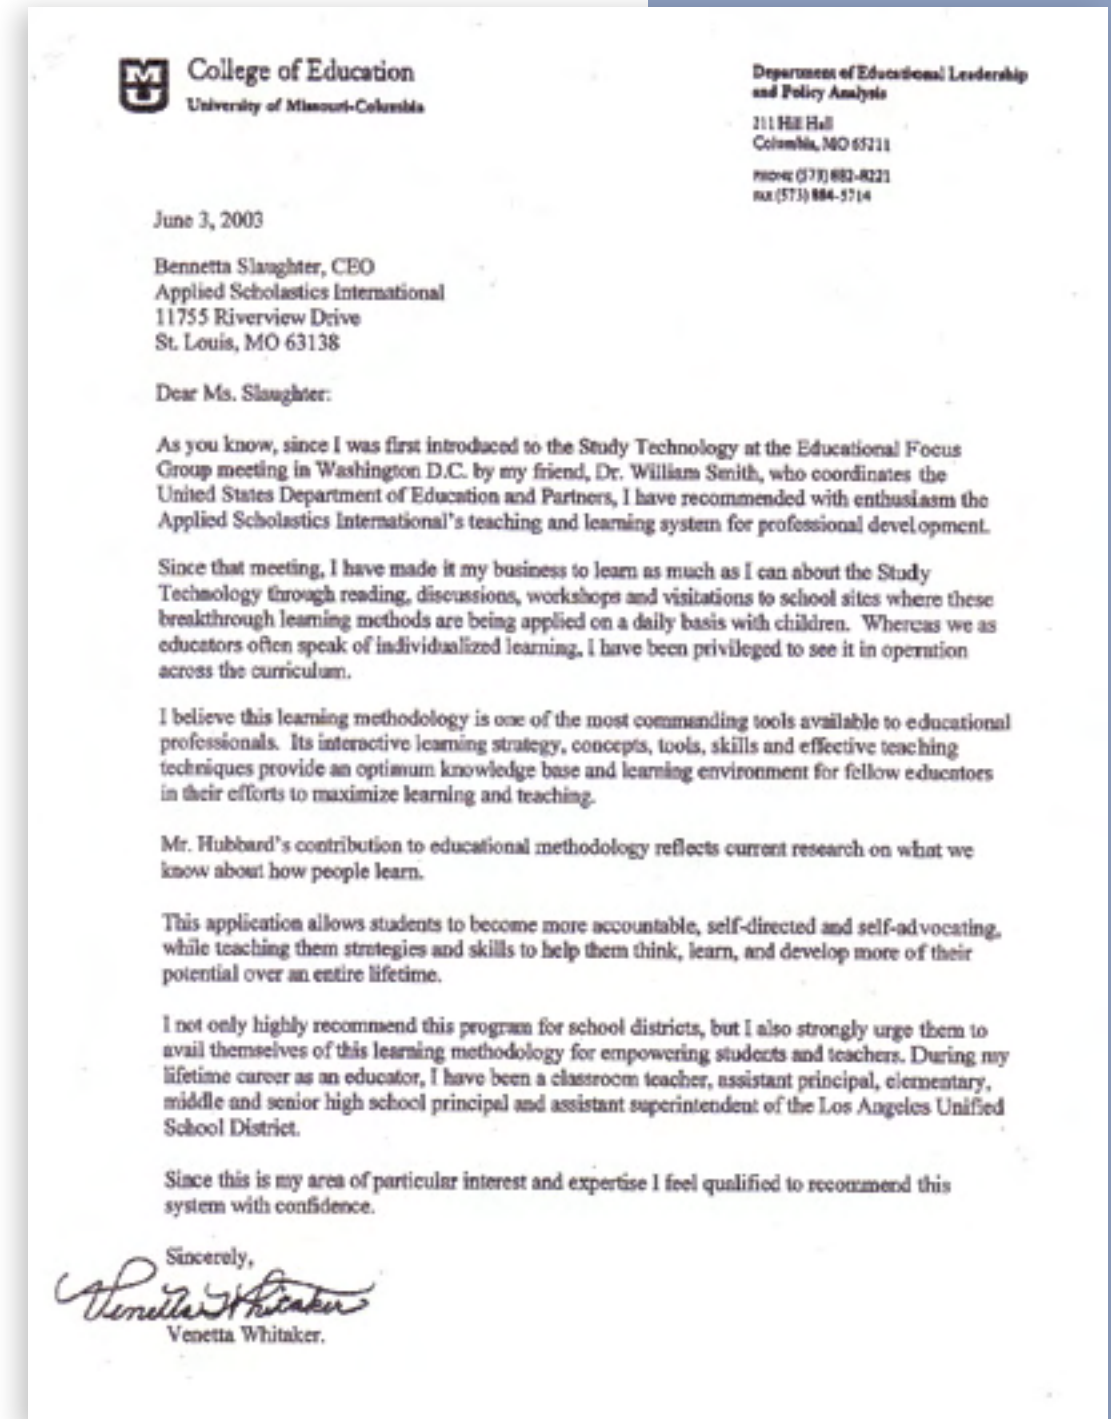 MU
College of Education
University of Missouri-Columbia
Department of Educational Leadership
and Policy Analysis
211 Hill Hall
Columbia, MO 65211
PHONE (573) 882-8221
FAX (573) 884-5714
June 3, 2003
Bennetta Slaughter, CEO
Applied Scholastics International
11755 Riverview Drive
St. Louis, MO 63138
Dear Ms. Slaughter:
As you know, since I was first introduced to the Study Technology at the Educational Focus
Group meeting in Washington D.C. by my friend, Dr. William Smith, who coordinates the
United States Department of Education and Partners, I have recommended with enthusiasm the
Applied Scholastics International's teaching and learning system for professional development.
Since that meeting, I have made it my business to learn as much as I can about the Study
Technology through reading, discussions, workshops and visitations to school sites where these
breakthrough learning methods are being applied on a daily basis with children. Whereas we as
educators often speak of individualized learning, I have been privileged to see it in operation
across the curriculum.
I believe this learning methodology is one of the most commanding tools available to educational
professionals. Its interactive learning strategy, concepts, tools, skills and effective teaching
techniques provide an optimum knowledge base and learning environment for fellow educators
in their efforts to maximize learning and teaching.
Mr. Hubbard's contribution to educational methodology reflects current research on what we
know about how people learn.
This application allows students to become more accountable, self-directed and self-advocating,
while teaching them strategies and skills to help them think, learn, and develop more of their
potential over an entire lifetime.
I not only highly recommend this program for school districts, but I also strongly urge them to
avail themselves of this learning methodology for empowering students and teachers. During my
lifetime career as an educator, I have been a classroom teacher, assistant principal, elementary,
middle and senior high school principal and assistant superintendent of the Los Angeles Unified
School District.
Since this is my area of particular interest and expertise I feel qualified to recommend this
system with confidence.
Sincerely,
Venetta Whitaker
Venetta Whitaker.